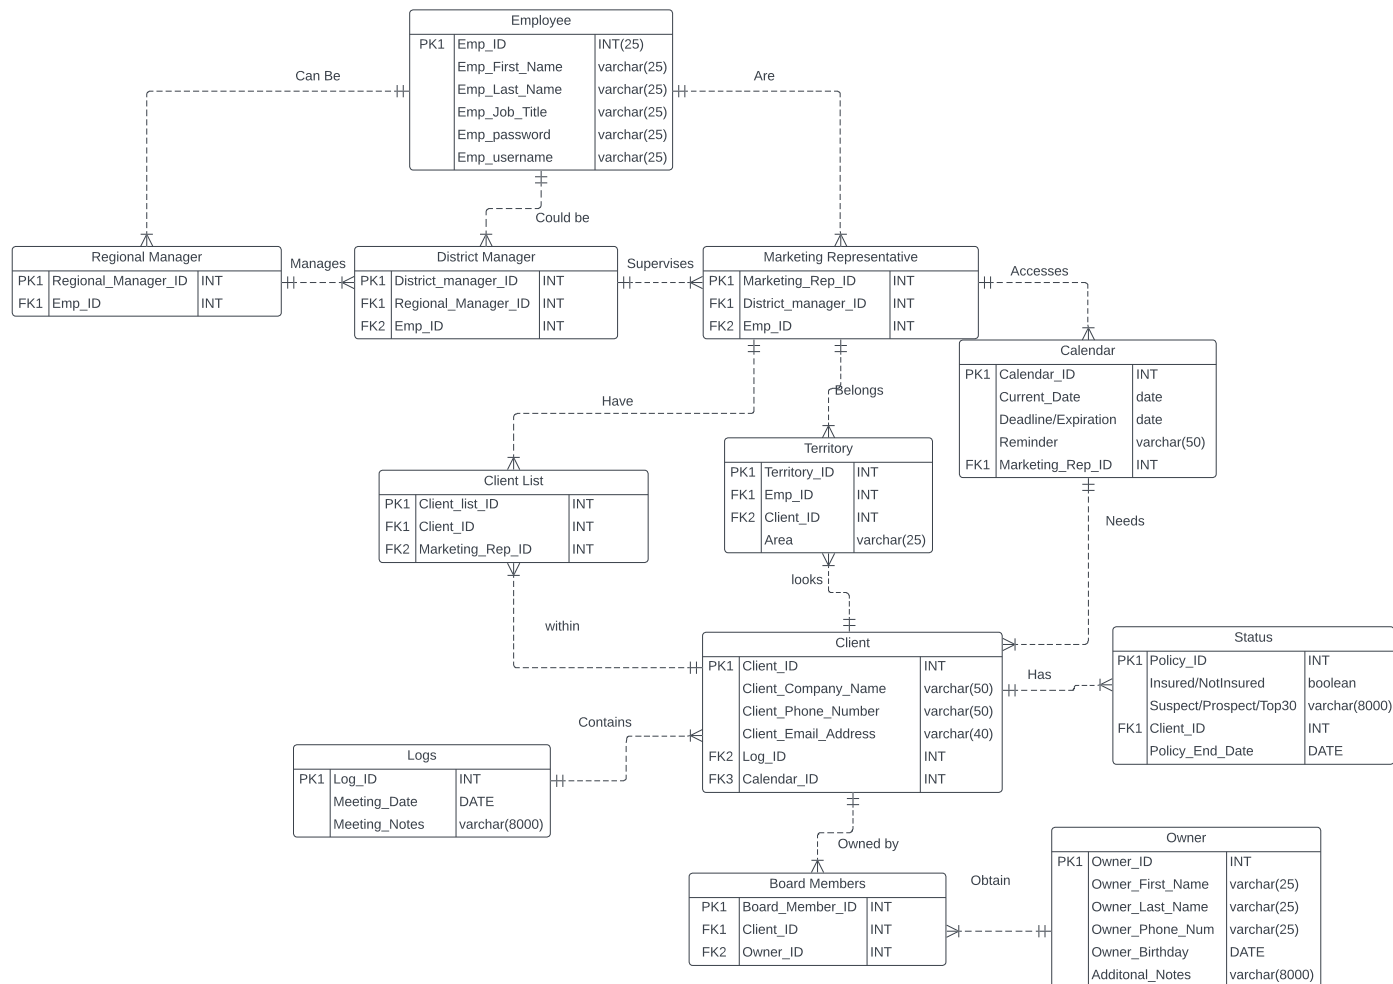 Employee
PK1 Emp_ID INT(25)
Emp_First_Name varchar(25)
Emp_Last_Name varchar(25)
Emp_Job_Title varchar(25)
Emp_password varchar(25)
Emp_username varchar(25)
Can Be
Are
Could be
Regional Manager
PK1 Regional_Manager_ID INT
FK1 Emp_ID INT
Manages
District Manager
PK1 District_manager_ID INT
FK1 Regional_Manager_ID INT
FK2 Emp_ID INT
Supervises
Marketing Representative
PK1 Marketing_Rep_ID INT
FK1 District_manager_ID INT
FK2 Emp_ID INT
Accesses
Calendar
PK1 Calendar_ID INT
Current_Date date
Deadline/Expiration date
Reminder varchar(50)
FK1 Marketing_Rep_ID INT
Have
Belongs
Client List
PK1 Client_list_ID INT
FK1 Client_ID INT
FK2 Marketing_Rep_ID INT
Territory
PK1 Territory_ID INT
FK1 Emp_ID INT
FK2 Client_ID INT
Area varchar(25)
Needs
looks
within
Client
PK1 Client_ID INT
Client_Company_Name varchar(50)
Client_Phone_Number varchar(50)
Client_Email_Address varchar(40)
FK2 Log_ID INT
FK3 Calendar_ID INT
Has
Status
PK1 Policy_ID INT
Insured/NotInsured boolean
Suspect/Prospect/Top30 varchar(8000)
FK1 Client_ID INT
Policy_End_Date DATE
Contains
Logs
PK1 Log_ID INT
Meeting_Date DATE
Meeting_Notes varchar(8000)
Owned by
Board Members
PK1 Board_Member_ID INT
FK1 Client_ID INT
FK2 Owner_ID INT
Obtain
Owner
PK1 Owner_ID INT
Owner_First_Name varchar(25)
Owner_Last_Name varchar(25)
Owner_Phone_Num varchar(25)
Owner_Birthday DATE
Additonal_Notes varchar(8000)